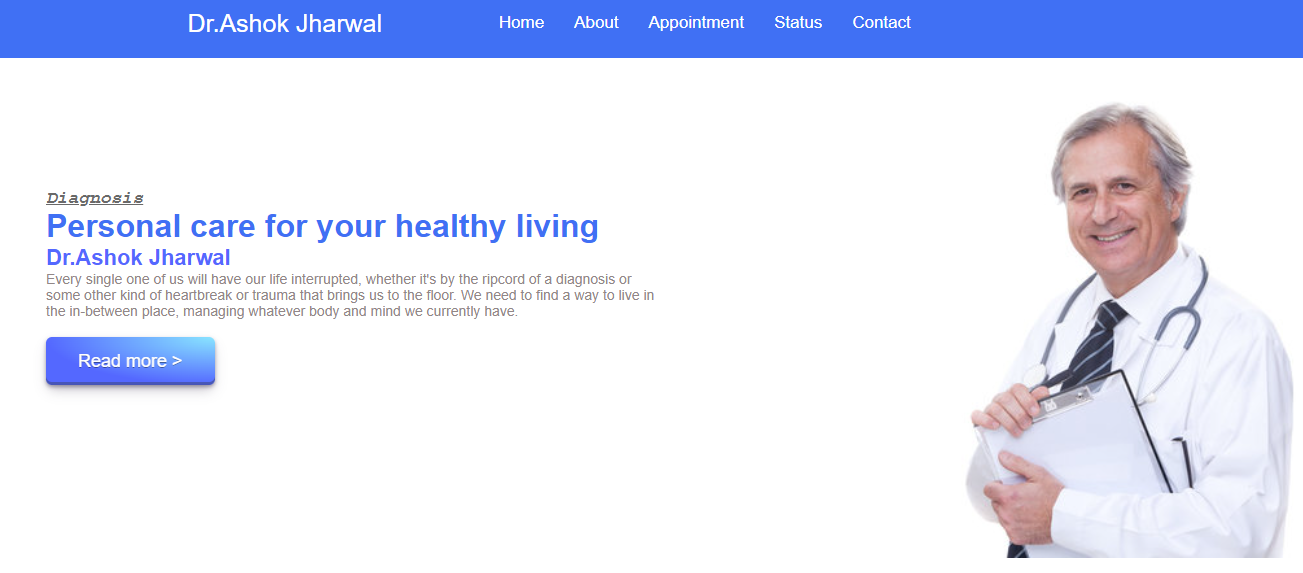 Dr.Ashok Jharwal
Home About Appointment Status Contact
Diagnosis
Personal care for your healthy living
Dr.Ashok Jharwal
Every single one of us will have our life interrupted, whether it's by the ripcord of a diagnosis or
some other kind of heartbreak or trauma that brings us to the floor. We need to find a way to live in
the in-between place, managing whatever body and mind we currently have.
Read more >